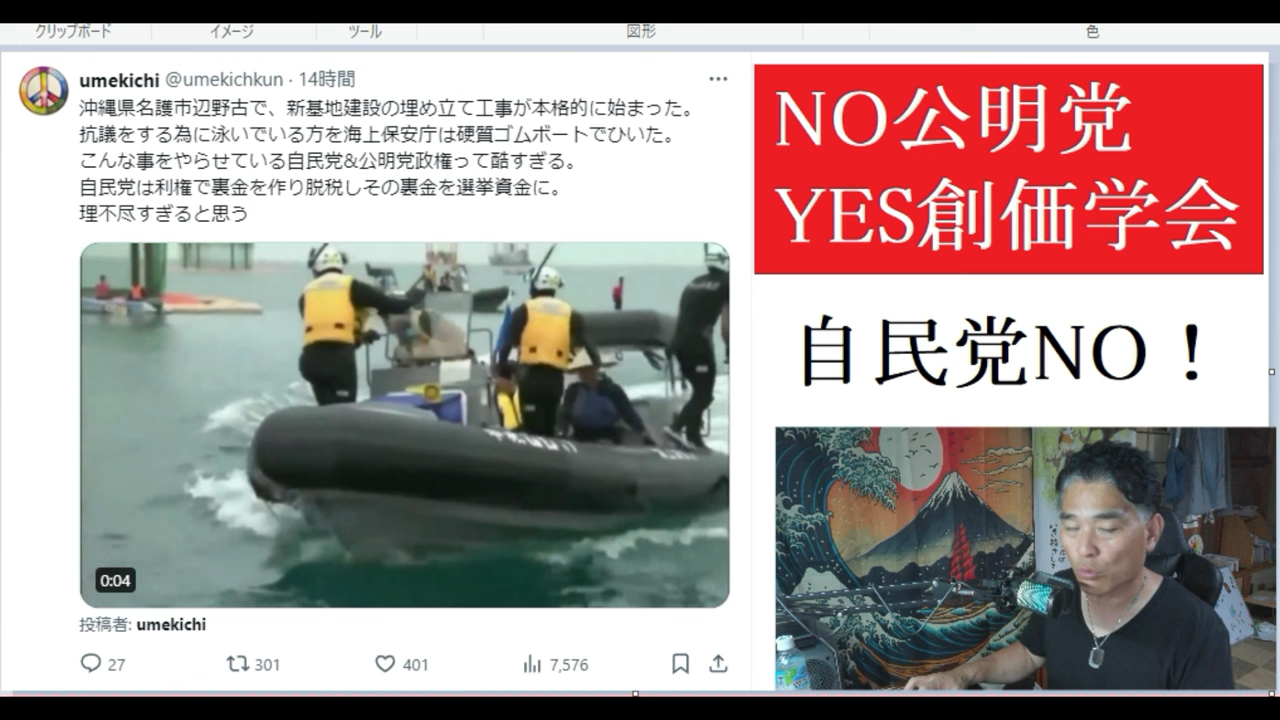 クリップボード
イメージ
ツール
図形
色
umekichi @umekichkun · 14時間
沖縄県名護市辺野古で、新基地建設の埋め立て工事が本格的に始まった。
抗議をする為に泳いでいる方を海上保安庁は硬質ゴムボートでひいた。
こんな事をやらせている自民党&公明党政権って酷すぎる。
自民党は利権で裏金を作り脱税しその裏金を選挙資金に。
理不尽すぎると思う
0:04
投稿者: umekichi
27
301
401
7,576
NO公明党
YES創価学会
自民党NO！